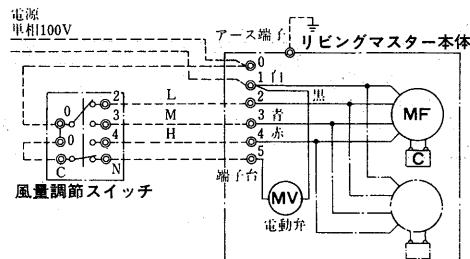 電源
単相100V
アース端子
リビングマスター本体
0
1 白
2 黒
3 青
4 赤
5
端子台
L
M
H
0
2
3
0
4
C
N
風量調節スイッチ
MF
C
MV
電動弁